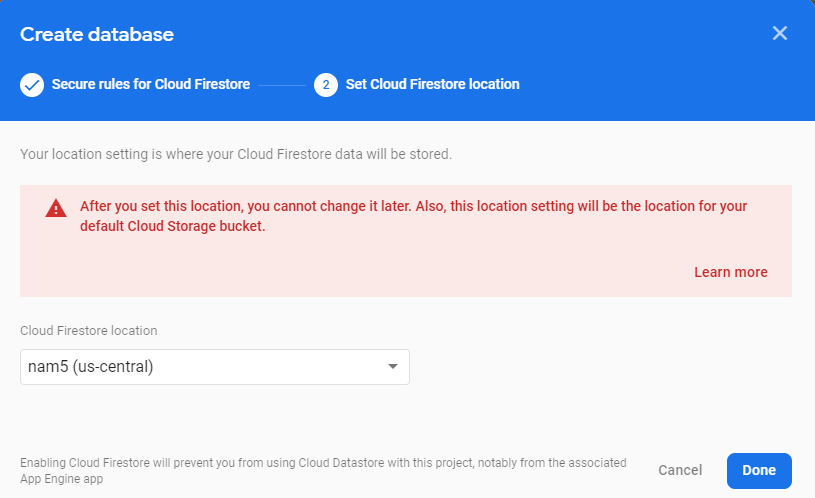 Create database
Secure rules for Cloud Firestore
2 Set Cloud Firestore location
Your location setting is where your Cloud Firestore data will be stored.
After you set this location, you cannot change it later. Also, this location setting will be the location for your
default Cloud Storage bucket.
Learn more
Cloud Firestore location
nam5 (us-central)
Enabling Cloud Firestore will prevent you from using Cloud Datastore with this project, notably from the associated
App Engine app
Cancel
Done